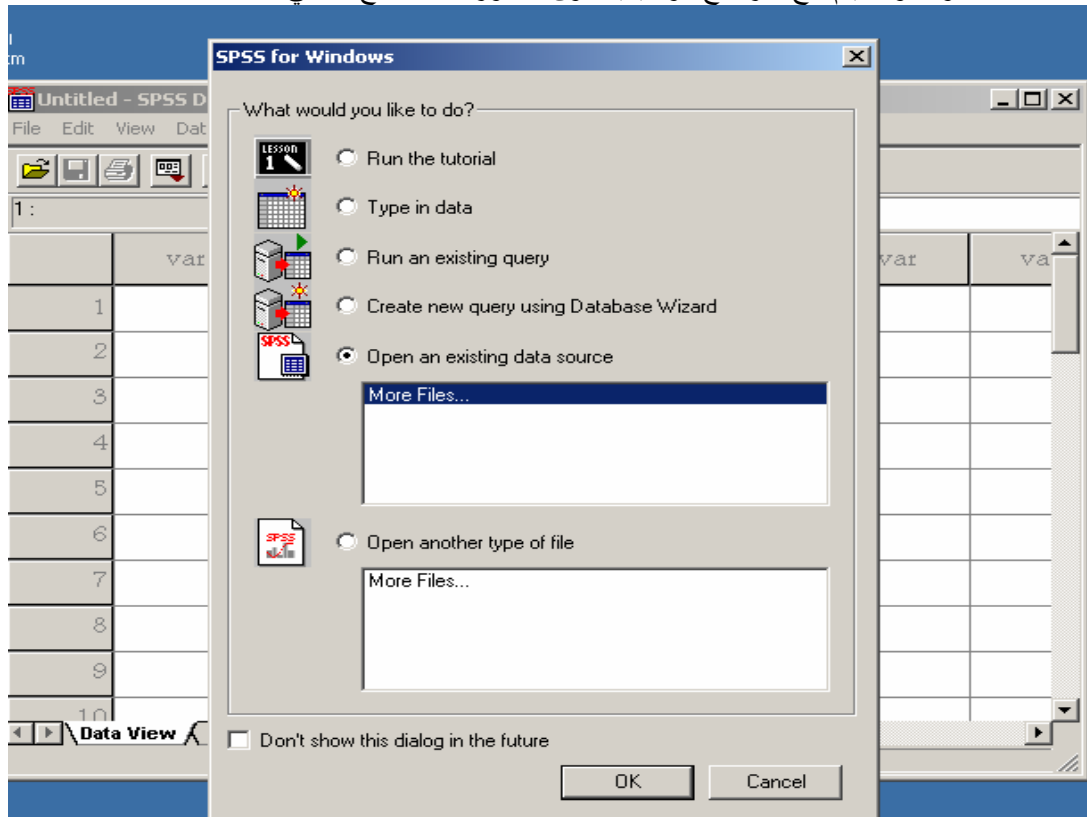 SPSS for Windows
Untitled - SPSS D
File Edit View Dat
1 :
var
var
va
1
2
3
4
5
6
7
8
9
10
Data View
What would you like to do?
LESSON
1
Run the tutorial
Type in data
Run an existing query
Create new query using Database Wizard
SPSS
Open an existing data source
More Files...
SPSS
Open another type of file
More Files...
Don't show this dialog in the future
OK
Cancel